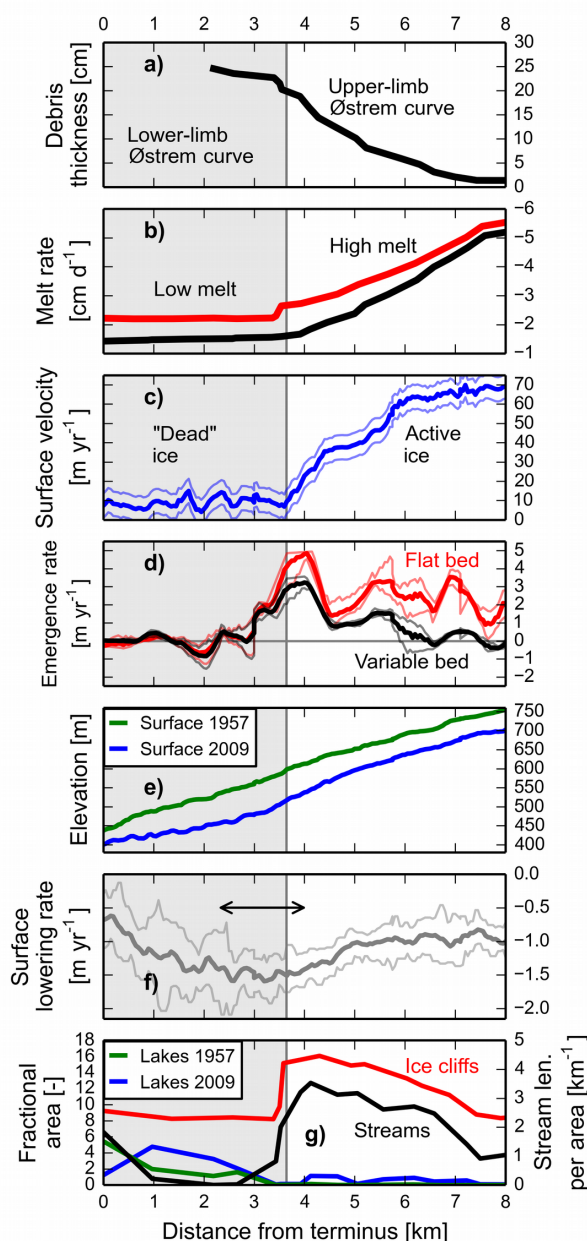 0 1 2 3 4 5 6 7 8
a)
Debris
thickness [cm]
Lower-limb
Østrem curve
Upper-limb
Østrem curve
30
25
20
15
10
5
0
b)
Melt rate
[cm d⁻¹]
Low melt
High melt
−6
−5
−4
−3
−2
−1
c)
Surface velocity
[m yr⁻¹]
"Dead"
ice
Active
ice
70
60
50
40
30
20
10
0
d)
Emergence rate
[m yr⁻¹]
Flat bed
Variable bed
5
4
3
2
1
0
−1
−2
Elevation [m]
Surface 1957
Surface 2009
e)
750
700
650
600
550
500
450
400
Surface
lowering rate
[m yr⁻¹]
f)
0.0
−0.5
−1.0
−1.5
−2.0
Fractional
area [-]
18
16
14
12
10
8
6
4
2
0
Lakes 1957
Lakes 2009
Ice cliffs
g)
Streams
5
4
3
2
1
0
Stream len.
per area [km⁻¹]
0 1 2 3 4 5 6 7 8
Distance from terminus [km]